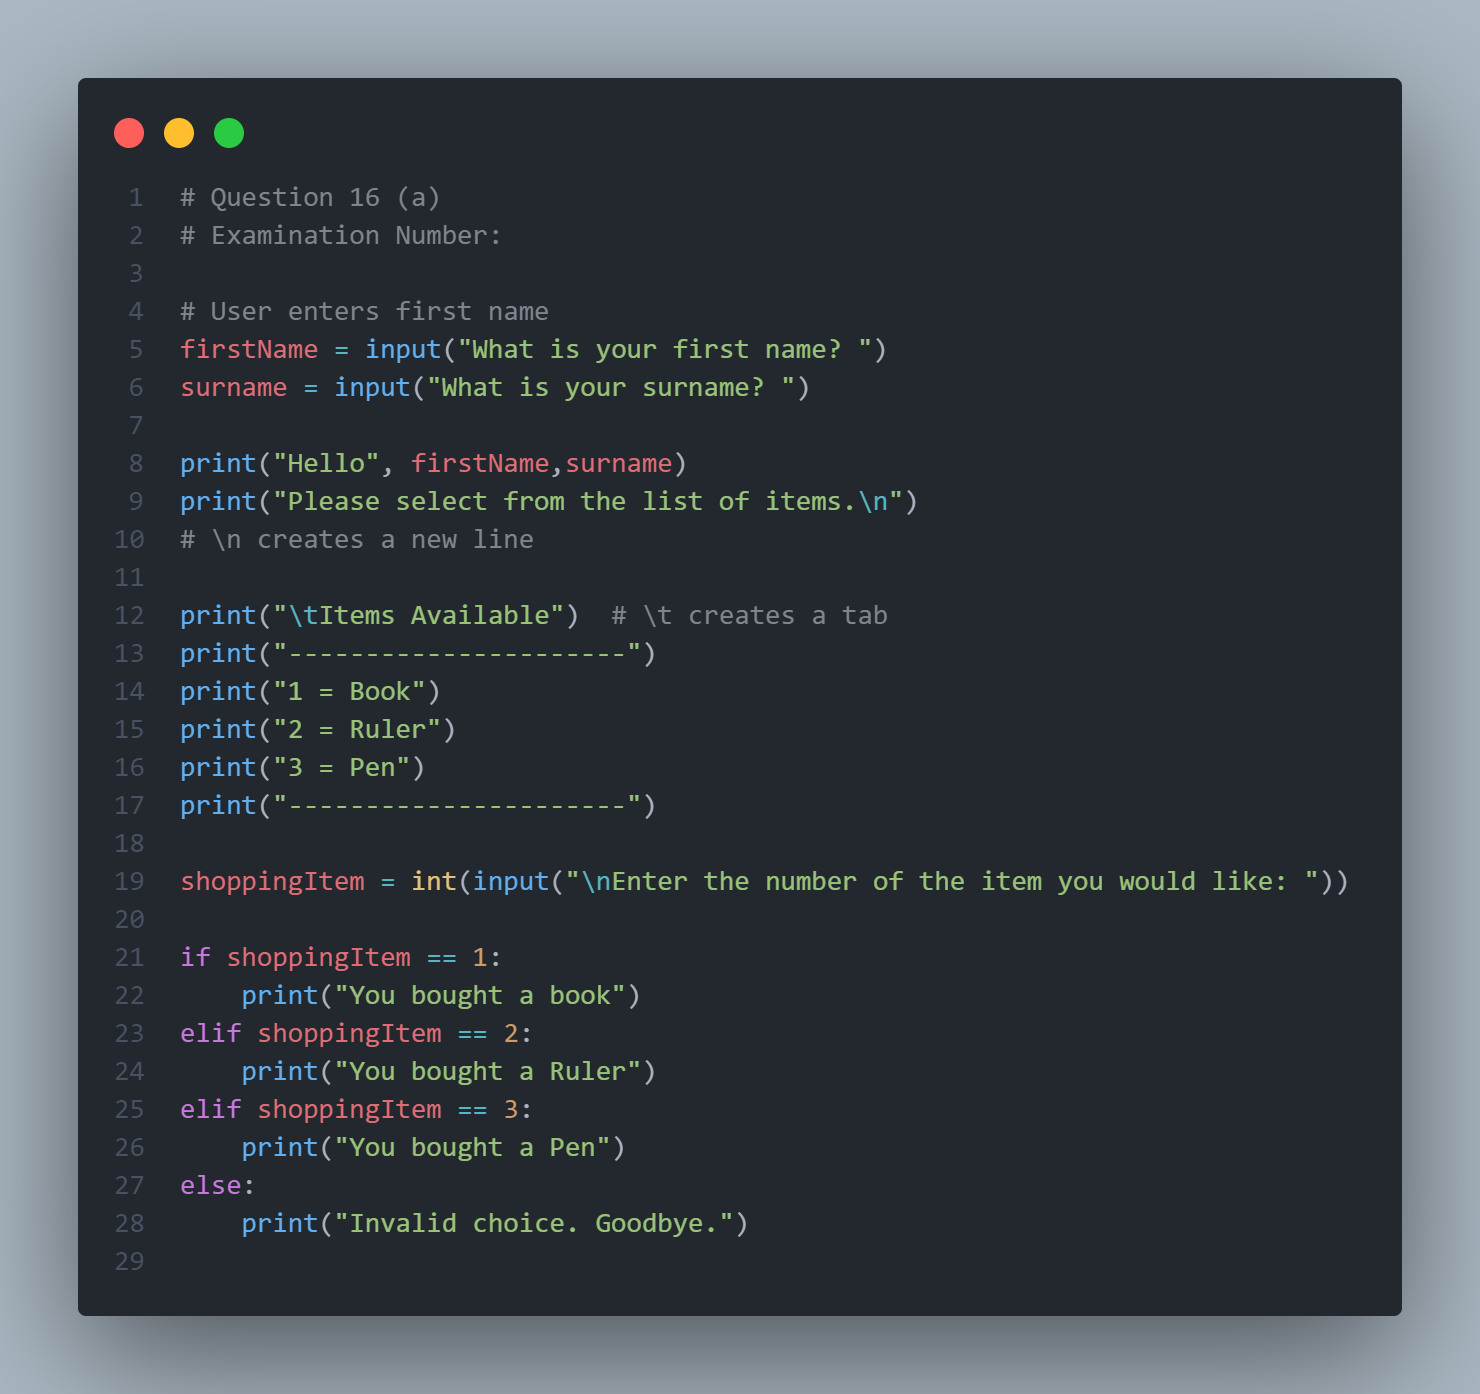 1 # Question 16 (a)
2 # Examination Number:
3
4 # User enters first name
5 firstName = input("What is your first name? ")
6 surname = input("What is your surname? ")
7
8 print("Hello", firstName,surname)
9 print("Please select from the list of items.\n")
10 # \n creates a new line
11
12 print("\tItems Available")  # \t creates a tab
13 print("----------------------")
14 print("1 = Book")
15 print("2 = Ruler")
16 print("3 = Pen")
17 print("----------------------")
18
19 shoppingItem = int(input("\nEnter the number of the item you would like: "))
20
21 if shoppingItem == 1:
22     print("You bought a book")
23 elif shoppingItem == 2:
24     print("You bought a Ruler")
25 elif shoppingItem == 3:
26     print("You bought a Pen")
27 else:
28     print("Invalid choice. Goodbye.")
29